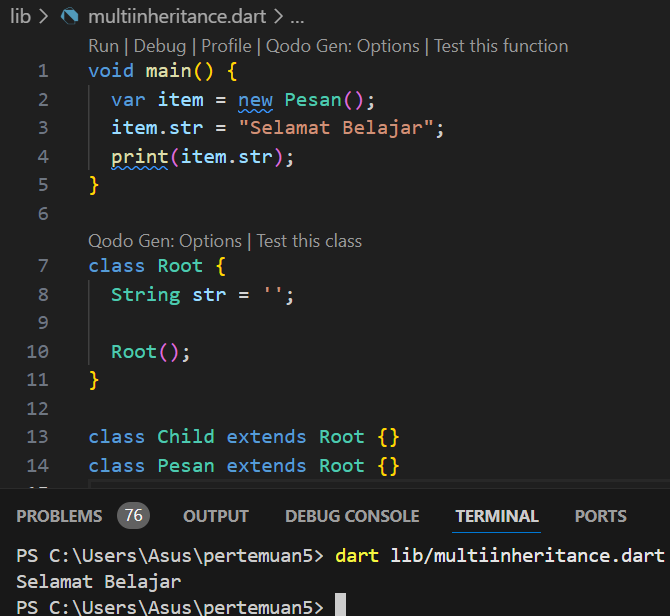 lib > multiinheritance.dart > ...
Run | Debug | Profile | Qodo Gen: Options | Test this function
1 void main() {
2   var item = new Pesan();
3   item.str = "Selamat Belajar";
4   print(item.str);
5 }
6
Qodo Gen: Options | Test this class
7 class Root {
8   String str = '';
9
10   Root();
11 }
12
13 class Child extends Root {}
14 class Pesan extends Root {}
PROBLEMS 76 OUTPUT DEBUG CONSOLE TERMINAL PORTS
PS C:\Users\Asus\pertemuan5> dart lib/multiinheritance.dart
Selamat Belajar
PS C:\Users\Asus\pertemuan5>